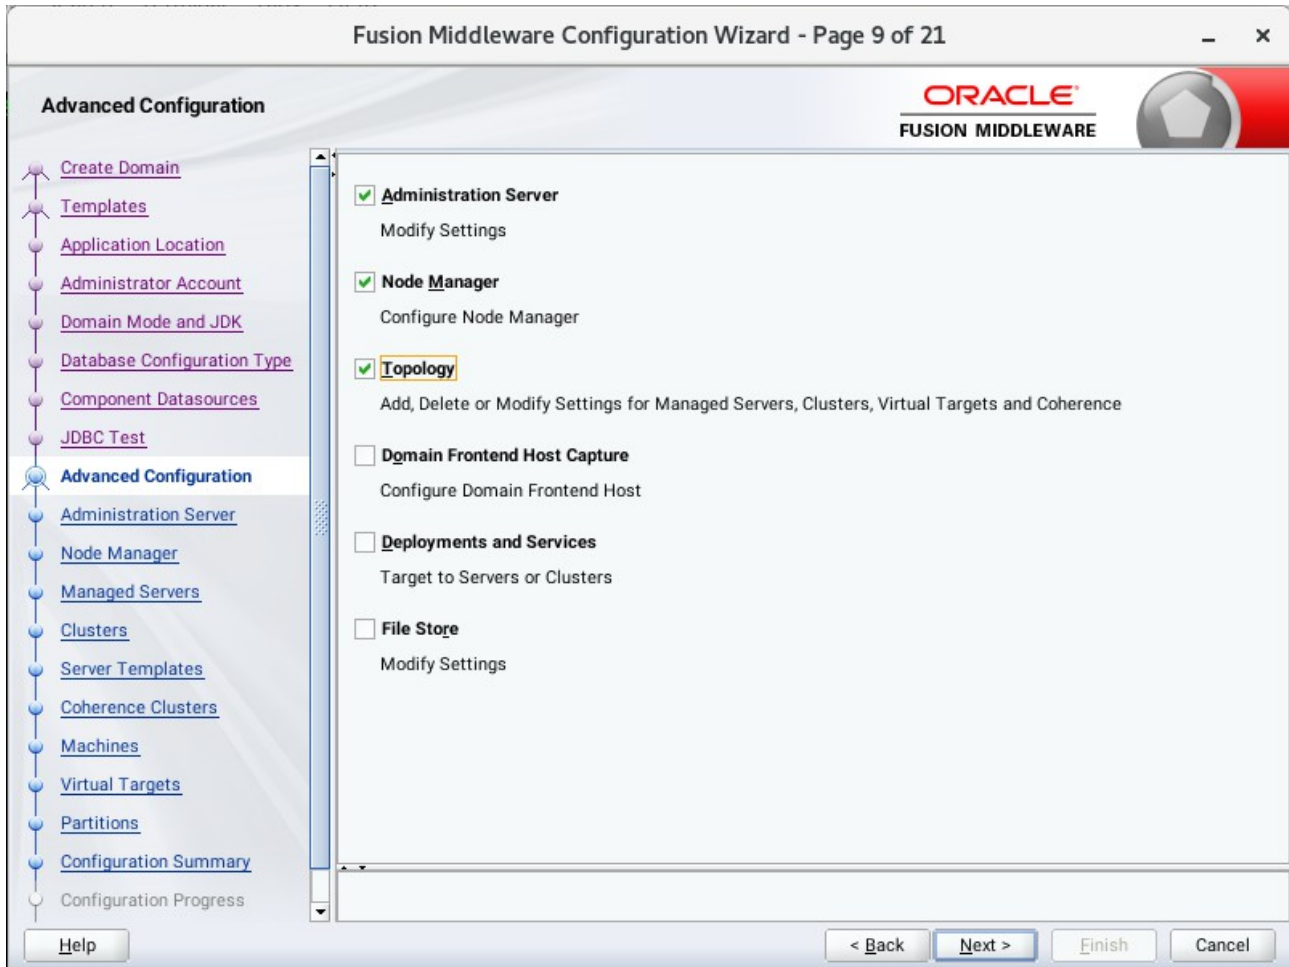 Fusion Middleware Configuration Wizard - Page 9 of 21
Advanced Configuration
ORACLE
FUSION MIDDLEWARE
Create Domain
Templates
Application Location
Administrator Account
Domain Mode and JDK
Database Configuration Type
Component Datasources
JDBC Test
Advanced Configuration
Administration Server
Node Manager
Managed Servers
Clusters
Server Templates
Coherence Clusters
Machines
Virtual Targets
Partitions
Configuration Summary
Configuration Progress
Administration Server
Modify Settings
Node Manager
Configure Node Manager
Topology
Add, Delete or Modify Settings for Managed Servers, Clusters, Virtual Targets and Coherence
Domain Frontend Host Capture
Configure Domain Frontend Host
Deployments and Services
Target to Servers or Clusters
File Store
Modify Settings
Help
< Back
Next >
Finish
Cancel